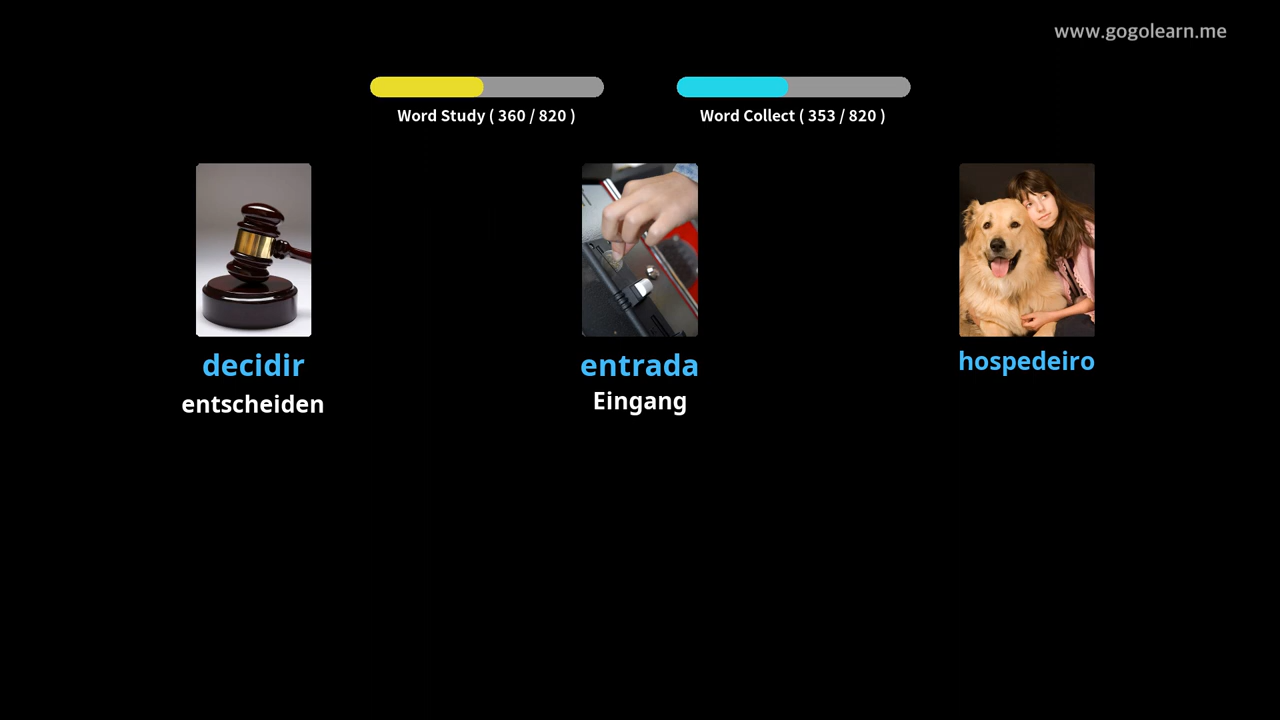 www.gogolearn.me
Word Study ( 360 / 820 )
Word Collect ( 353 / 820 )
decidir
entscheiden
entrada
Eingang
hospedeiro